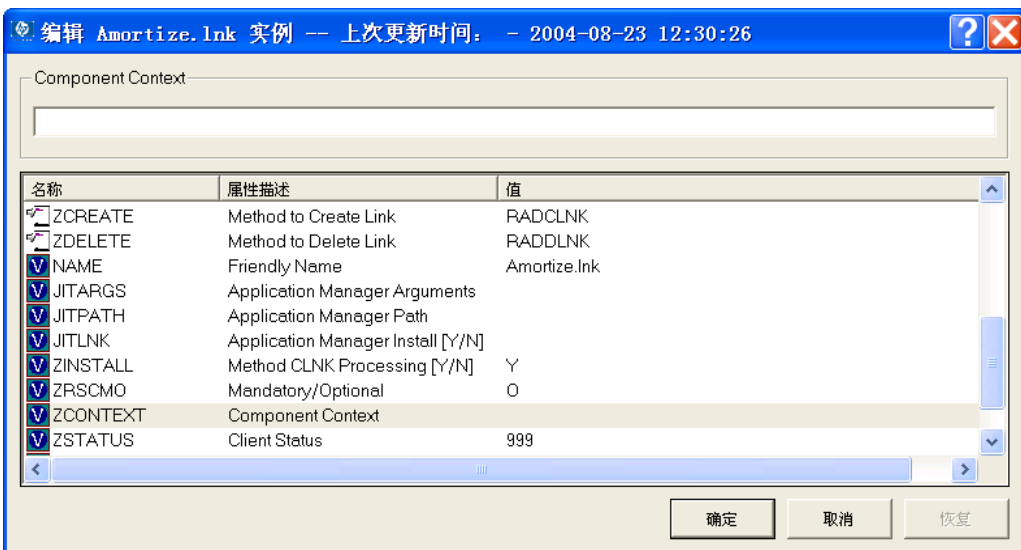 编辑 Amortize.lnk 实例 -- 上次更新时间： - 2004-08-23 12:30:26
Component Context
名称 属性描述 值
ZCREATE Method to Create Link RADCLNK
ZDELETE Method to Delete Link RADDLNK
NAME Friendly Name Amortize.lnk
JITARGS Application Manager Arguments
JITPATH Application Manager Path
JITLNK Application Manager Install [Y/N]
ZINSTALL Method CLNK Processing [Y/N] Y
ZRSCMO Mandatory/Optional O
ZCONTEXT Component Context
ZSTATUS Client Status 999
确定 取消 恢复